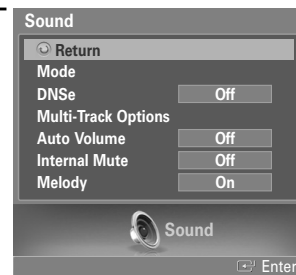 Sound
Return
Mode
DNSe Off
Multi-Track Options
Auto Volume Off
Internal Mute Off
Melody On
Sound
Enter